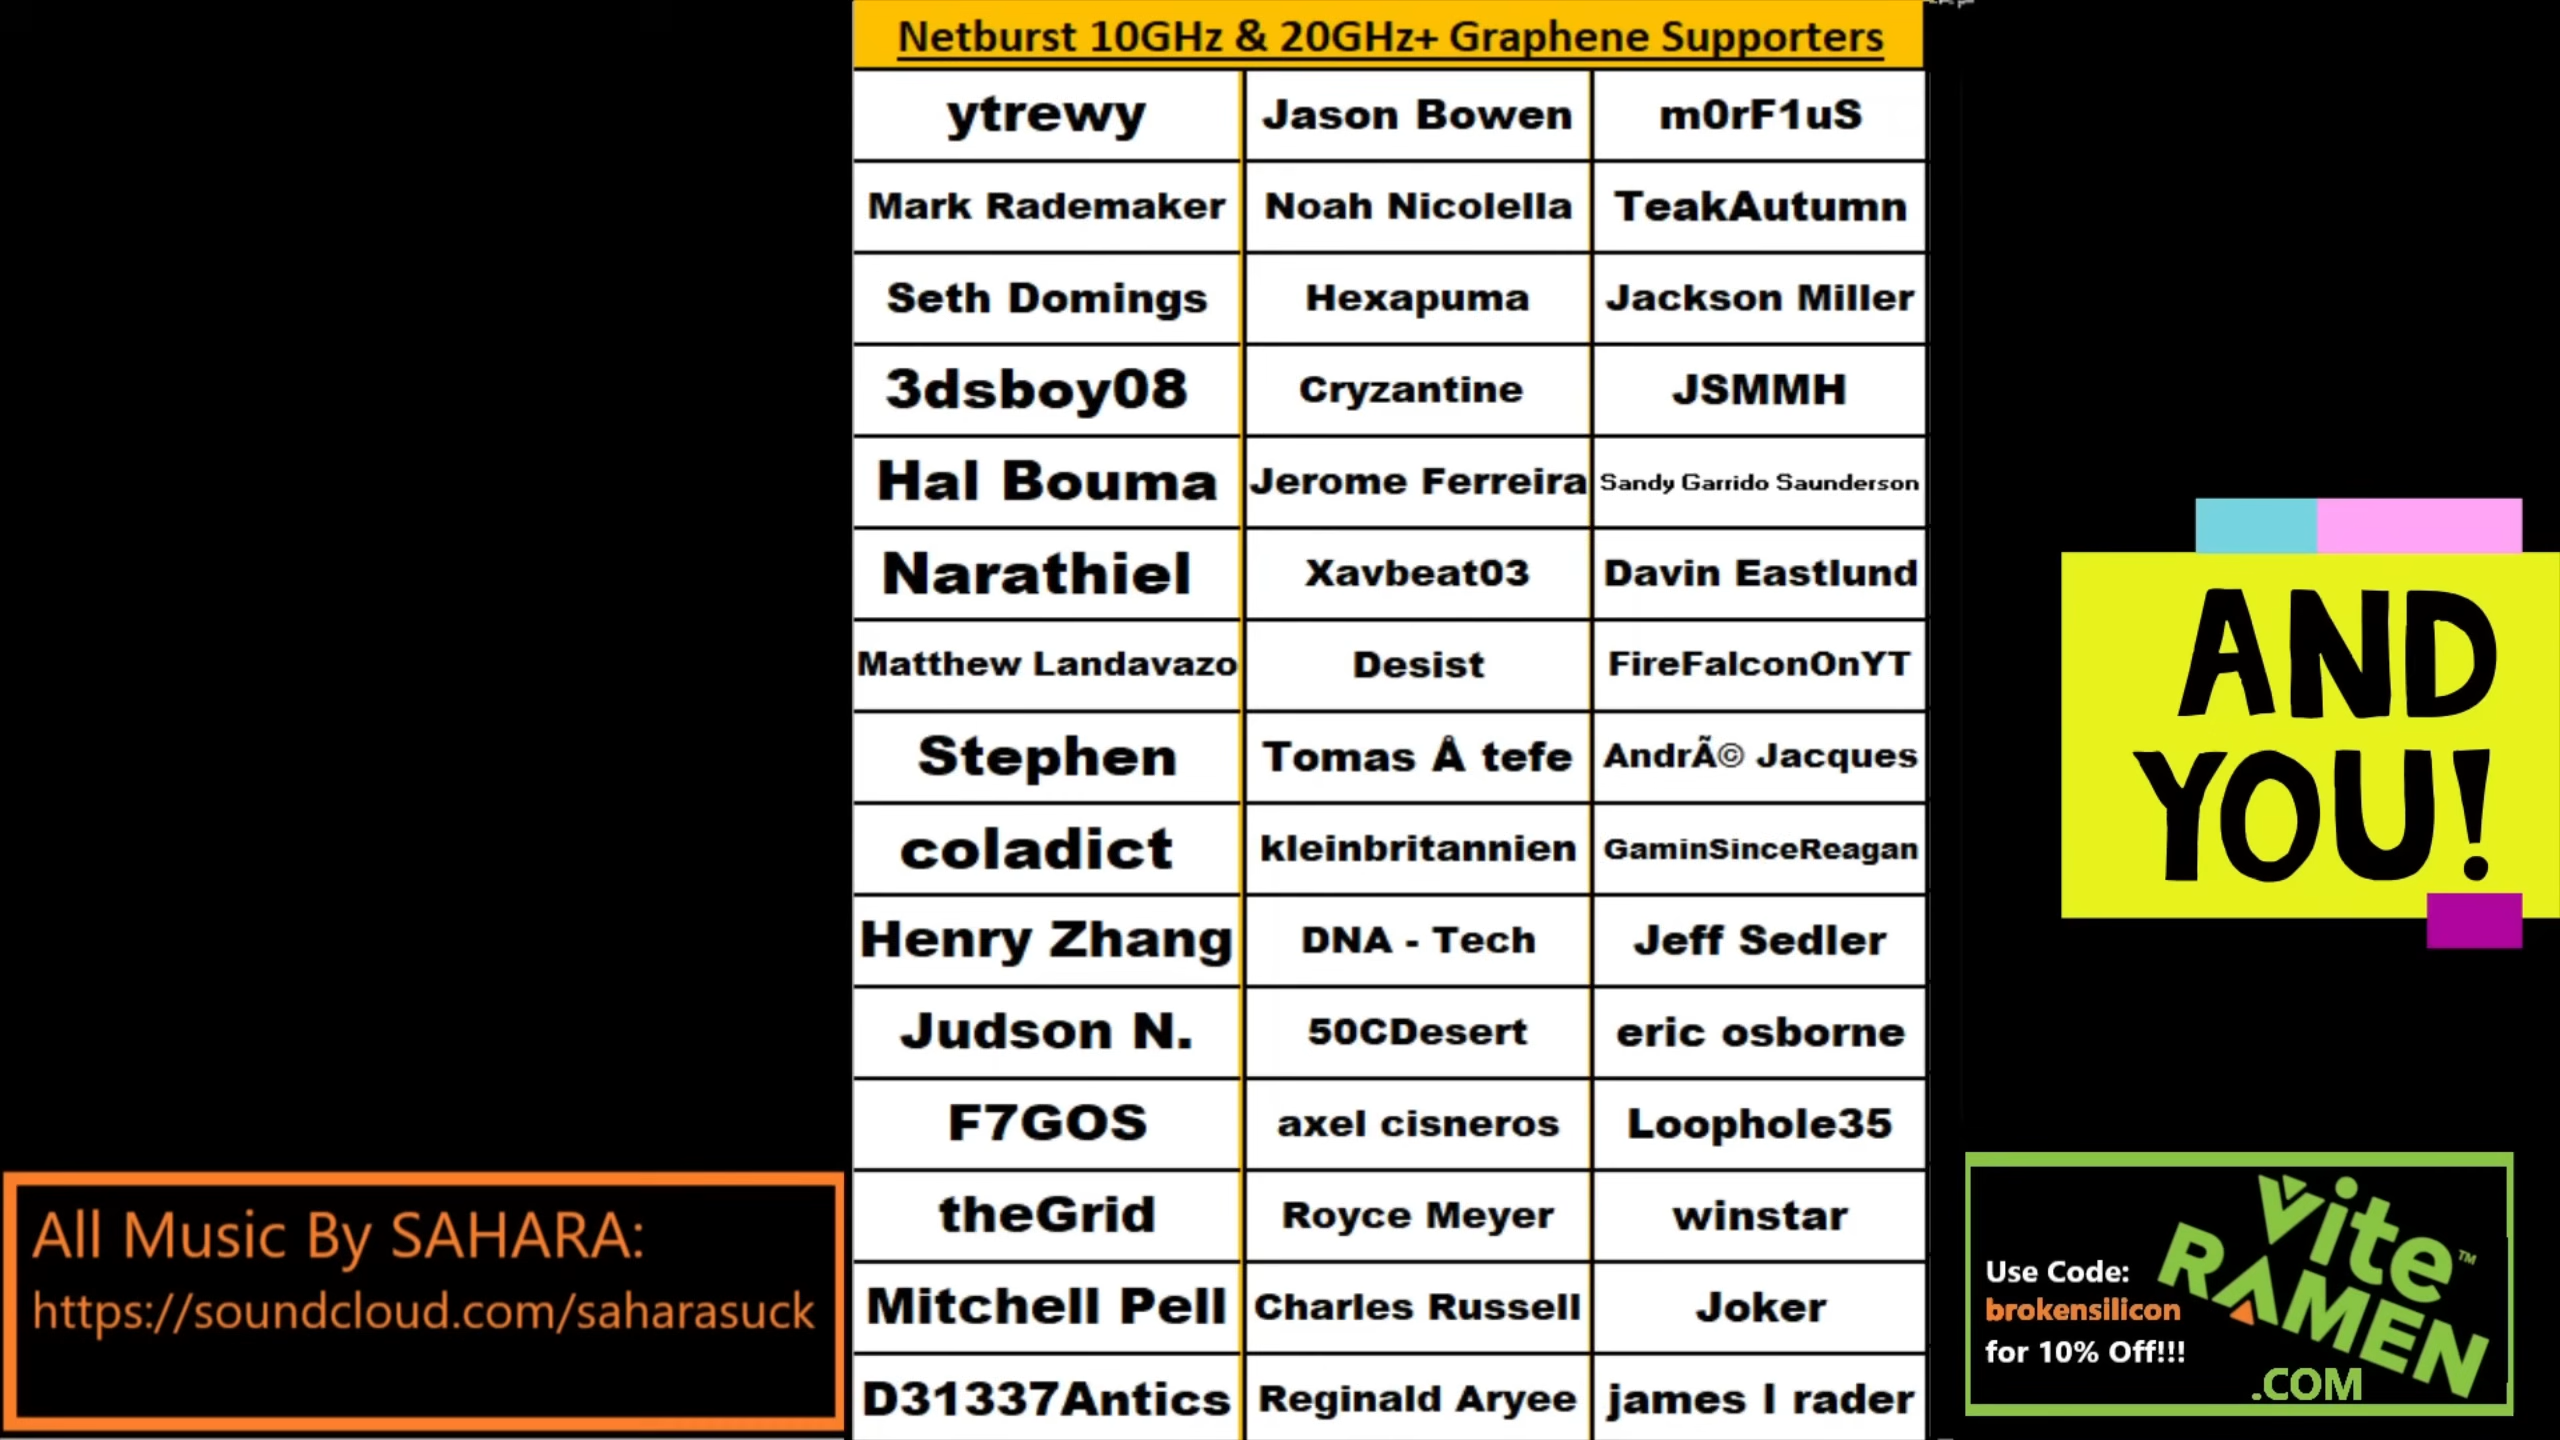 Netburst 10GHz & 20GHz+ Graphene Supporters
ytrewy Jason Bowen m0rF1uS
Mark Rademaker Noah Nicolella TeakAutumn
Seth Domings Hexapuma Jackson Miller
3dsboy08 Cryzantine JSMMH
Hal Bouma Jerome Ferreira Sandy Garrido Saunderson
Narathiel Xavbeat03 Davin Eastlund
Matthew Landavazo Desist FireFalconOnYT
Stephen Tomas Å tefe AndrÃ© Jacques
coladict kleinbritannien GaminSinceReagan
Henry Zhang DNA - Tech Jeff Sedler
Judson N. 50CDesert eric osborne
F7GOS axel cisneros Loophole35
theGrid Royce Meyer winstar
Mitchell Pell Charles Russell Joker
D31337Antics Reginald Aryee james l rader
AND
YOU!
All Music By SAHARA:
https://soundcloud.com/saharasuck
Use Code:
brokensilicon
for 10% Off!!!
Vite™
RAMEN
.COM